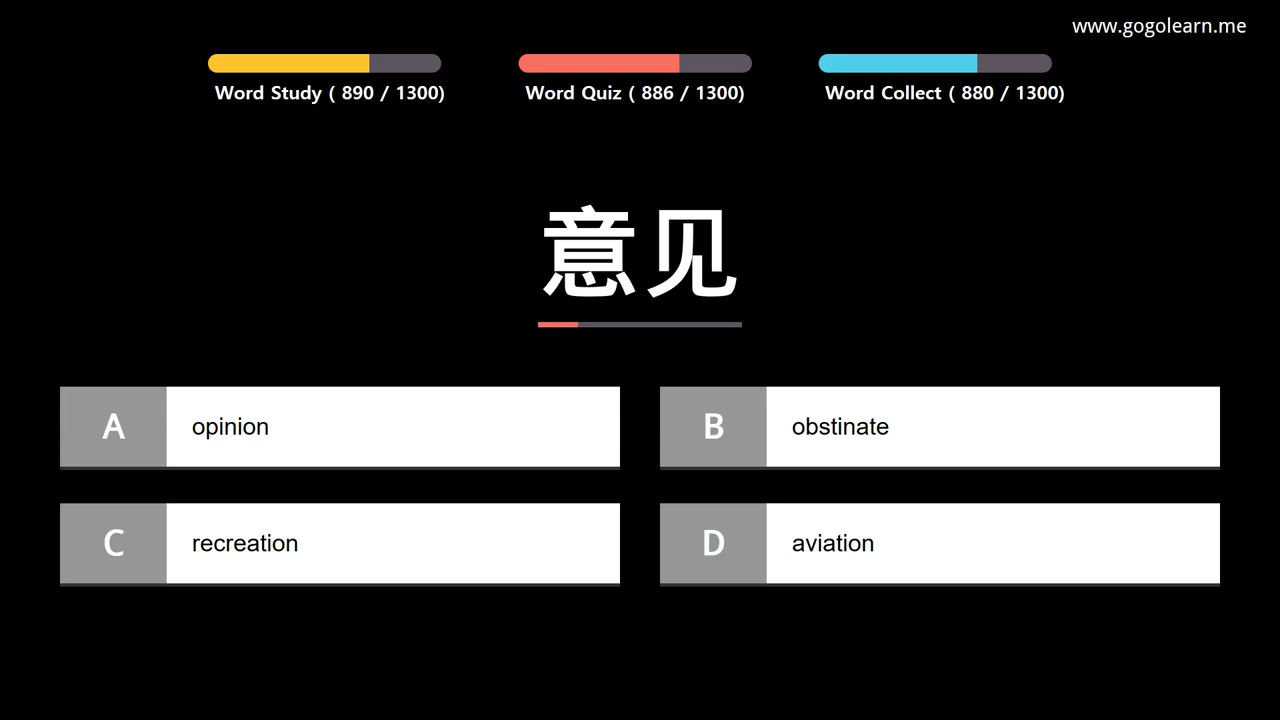 www.gogolearn.me
Word Study ( 890 / 1300)
Word Quiz ( 886 / 1300)
Word Collect ( 880 / 1300)
意见
A opinion
B obstinate
C recreation
D aviation